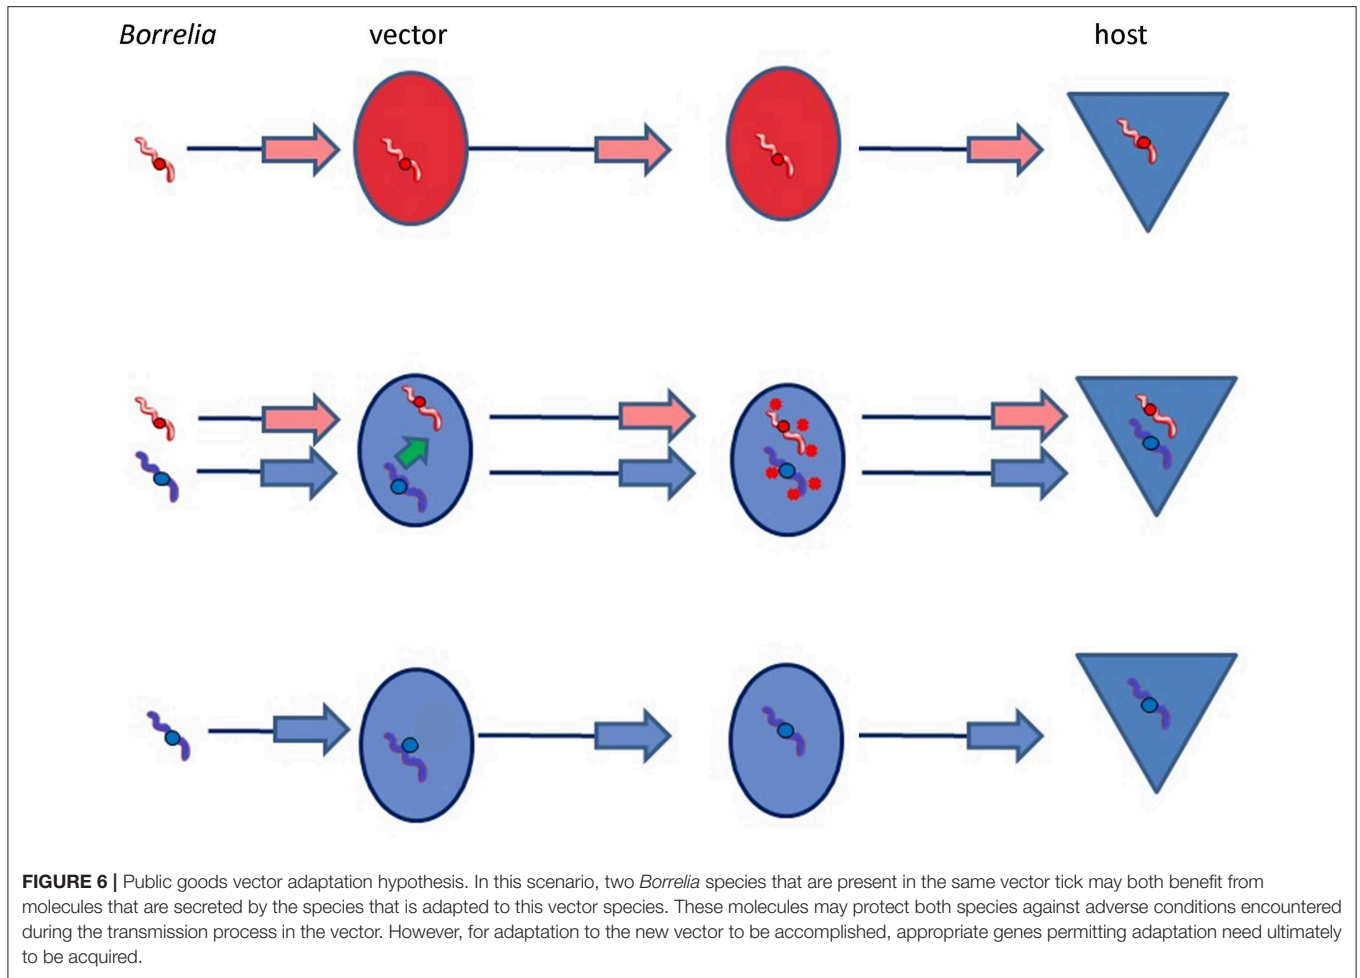 Borrelia vector host
FIGURE 6 | Public goods vector adaptation hypothesis. In this scenario, two Borrelia species that are present in the same vector tick may both benefit from
molecules that are secreted by the species that is adapted to this vector species. These molecules may protect both species against adverse conditions encountered
during the transmission process in the vector. However, for adaptation to the new vector to be accomplished, appropriate genes permitting adaptation need ultimately
to be acquired.